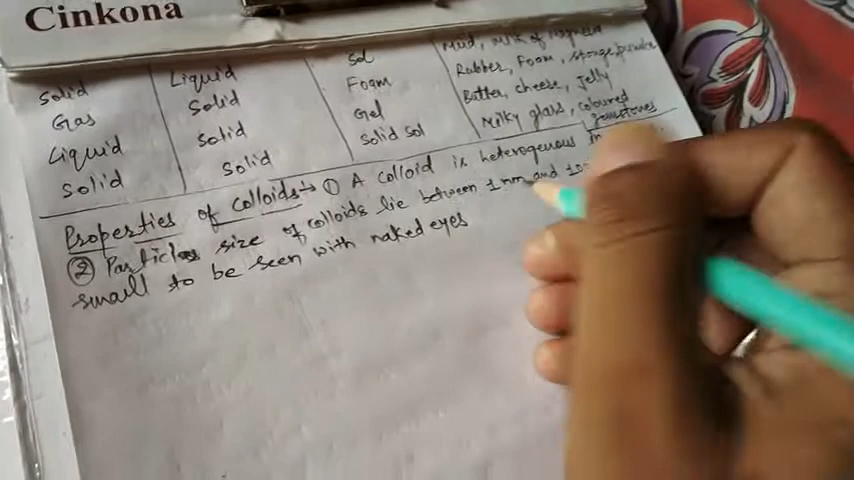 Cinkona
Solid Liquid Sol Mud, milk of magnesia
Gas Solid Foam Rubber, Foam, sponge, pumice
Liquid Solid Gel Butter, cheese, Jelly
Solid Solid Solid sol Milky glass, coloured
gemstones
Properties of colloids → ① A colloid is heterogenous in
② Particles size of colloids lie between 1 nm and
small to be seen with naked eyes